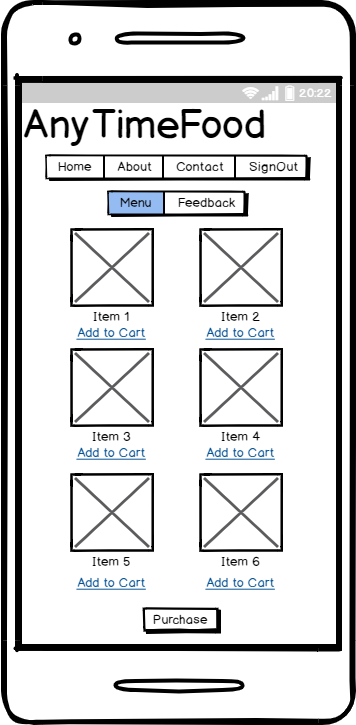 20:22
AnyTimeFood
Home About Contact SignOut
Menu Feedback
Item 1 Item 2
Add to Cart Add to Cart
Item 3 Item 4
Add to Cart Add to Cart
Item 5 Item 6
Add to Cart Add to Cart
Purchase